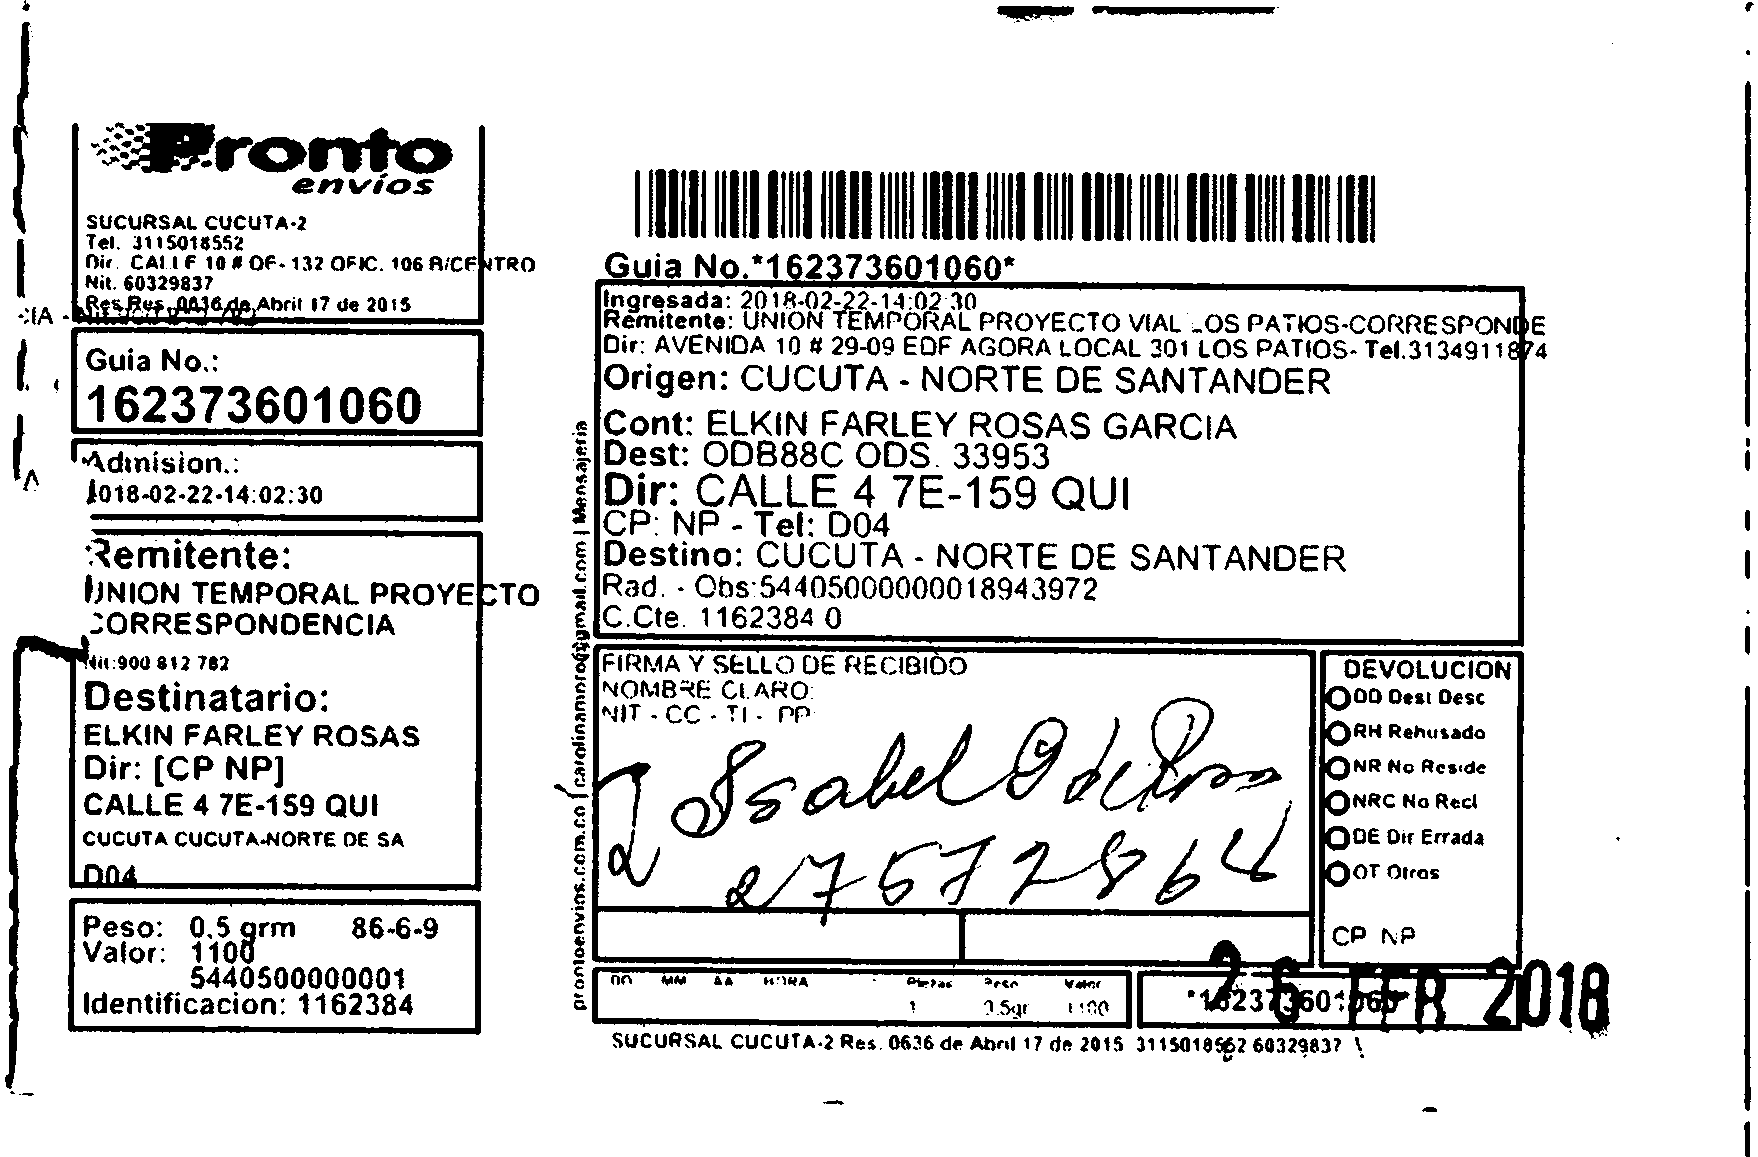 Pronto
envíos
SUCURSAL CUCUTA-2
Tel. 3115018552
Dir. CALLE 10 # OF- 132 OFIC. 106 B/CENTRO
Nit. 60329837
Res.Res. 0636 de Abril 17 de 2015
Guia No.:
162373601060
Admision.:
2018-02-22-14:02:30
Remitente:
UNION TEMPORAL PROYECTO
CORRESPONDENCIA
Nit:900 812 782
Destinatario:
ELKIN FARLEY ROSAS
Dir: [CP NP]
CALLE 4 7E-159 QUI
CUCUTA CUCUTA-NORTE DE SA
D04
Peso: 0.5 grm 86-6-9
Valor: 1100
5440500000001
Identificacion: 1162384
prontoenvios.com.co | carolinamaro@gmail.com | Mensajeria
Guia No.*162373601060*
Ingresada: 2018-02-22-14:02:30
Remitente: UNION TEMPORAL PROYECTO VIAL LOS PATIOS-CORRESPONDE
Dir: AVENIDA 10 # 29-09 EDF AGORA LOCAL 301 LOS PATIOS- Tel.3134911874
Origen: CUCUTA - NORTE DE SANTANDER
Cont: ELKIN FARLEY ROSAS GARCIA
Dest: ODB88C ODS. 33953
Dir: CALLE 4 7E-159 QUI
CP: NP - Tel: D04
Destino: CUCUTA - NORTE DE SANTANDER
Rad. - Obs:5440500000018943972
C.Cte. 1162384 0
FIRMA Y SELLO DE RECIBIDO
NOMBRE CLARO:
NIT - CC - TI - PP
Isabel G de Rosas
27572864
DEVOLUCION
DD Dest Desc
RH Rehusado
NR No Reside
NRC No Recl
DE Dir Errada
OT Otros
CP NP
DD MM AA HORA Piezas Peso Valor
1 0.5gr 1100
*162373601060*
26 FEB 2018
SUCURSAL CUCUTA-2 Res. 0636 de Abril 17 de 2015 3115018552 60329837